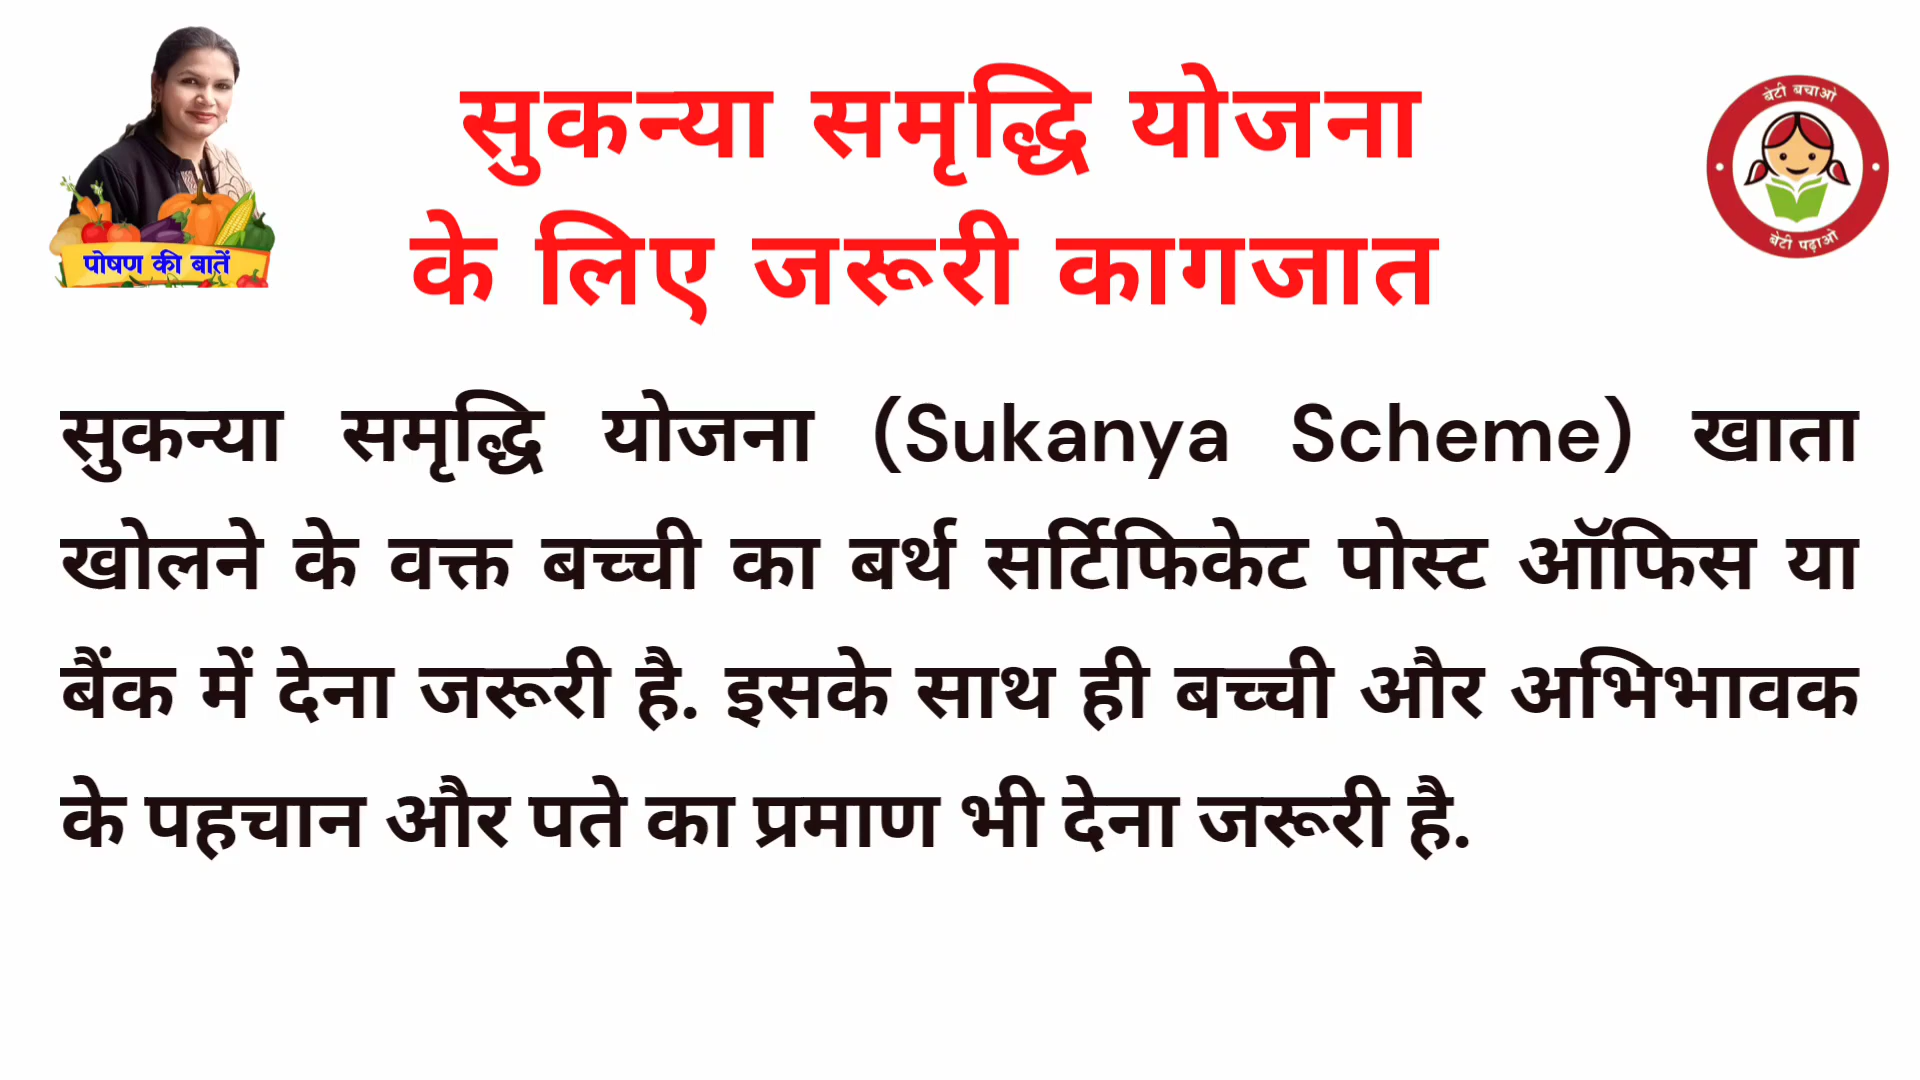 सुकन्या समृद्धि योजना
के लिए जरूरी कागजात
पोषण की बातें
बेटी बचाओ
बेटी पढ़ाओ
सुकन्या समृद्धि योजना (Sukanya Scheme) खाता
खोलने के वक्त बच्ची का बर्थ सर्टिफिकेट पोस्ट ऑफिस या
बैंक में देना जरूरी है. इसके साथ ही बच्ची और अभिभावक
के पहचान और पते का प्रमाण भी देना जरूरी है.